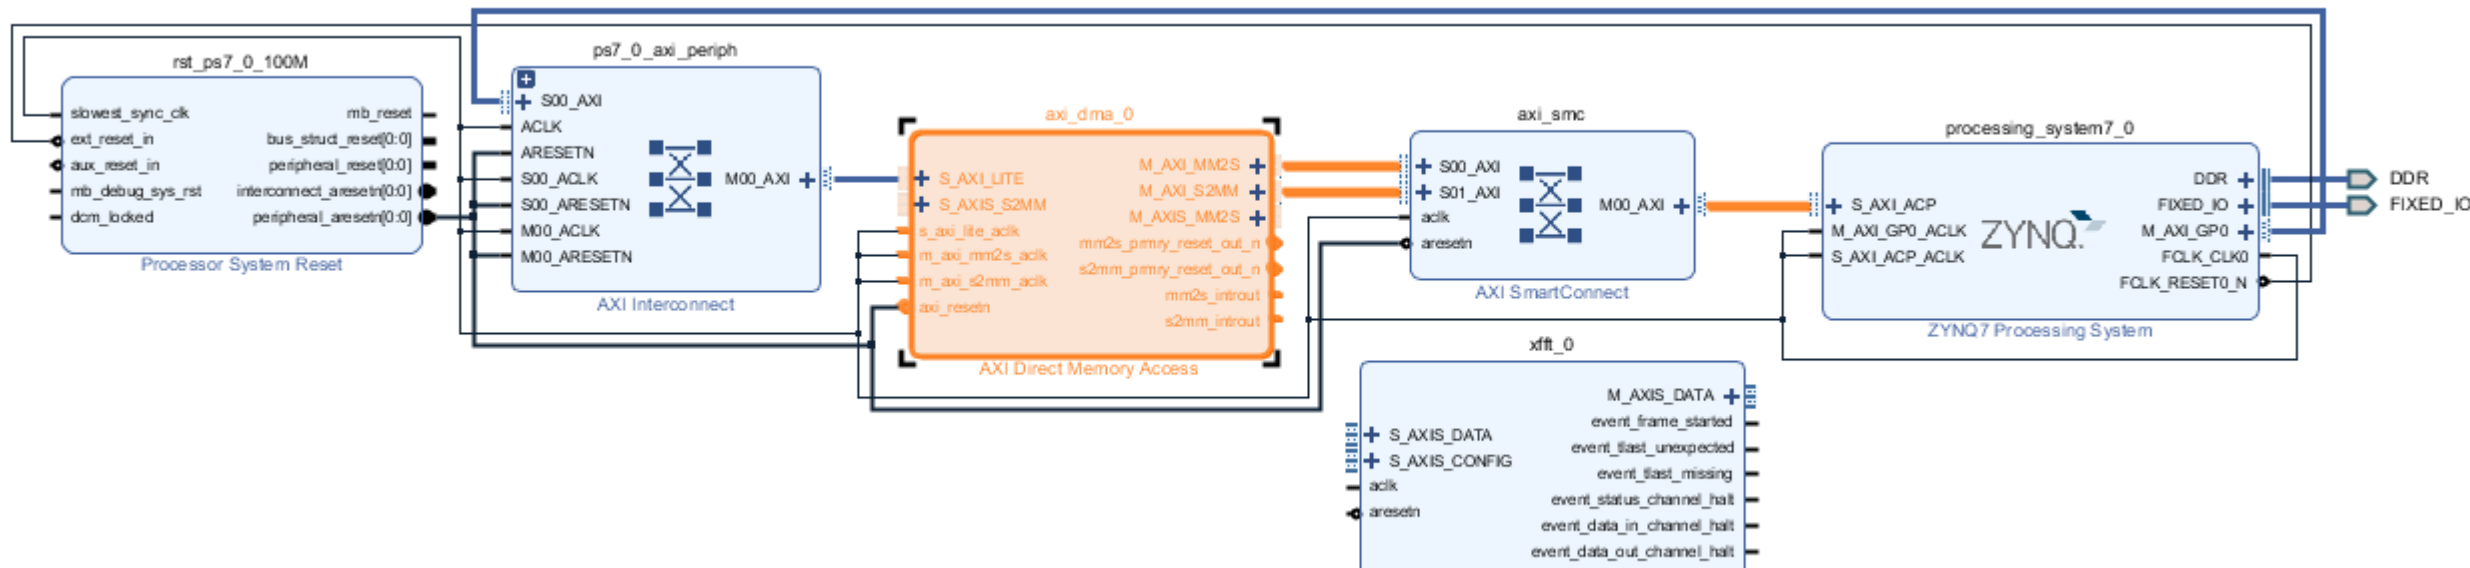 rst_ps7_0_100M
slowest_sync_clk
ext_reset_in
aux_reset_in
mb_debug_sys_rst
dcm_locked
mb_reset
bus_struct_reset[0:0]
peripheral_reset[0:0]
interconnect_aresetn[0:0]
peripheral_aresetn[0:0]
Processor System Reset
ps7_0_axi_periph
S00_AXI
ACLK
ARESETN
S00_ACLK
S00_ARESETN
M00_ACLK
M00_ARESETN
M00_AXI
AXI Interconnect
axi_dma_0
S_AXI_LITE
S_AXIS_S2MM
s_axi_lite_aclk
m_axi_mm2s_aclk
m_axi_s2mm_aclk
axi_resetn
M_AXI_MM2S
M_AXI_S2MM
M_AXIS_MM2S
mm2s_prmry_reset_out_n
s2mm_prmry_reset_out_n
mm2s_introut
s2mm_introut
AXI Direct Memory Access
axi_smc
S00_AXI
S01_AXI
aclk
aresetn
M00_AXI
AXI SmartConnect
processing_system7_0
S_AXI_ACP
M_AXI_GP0_ACLK
S_AXI_ACP_ACLK
ZYNQ.
DDR
FIXED_IO
M_AXI_GP0
FCLK_CLK0
FCLK_RESET0_N
ZYNQ7 Processing System
DDR
FIXED_IO
xfft_0
S_AXIS_DATA
S_AXIS_CONFIG
aclk
aresetn
M_AXIS_DATA
event_frame_started
event_tlast_unexpected
event_tlast_missing
event_status_channel_halt
event_data_in_channel_halt
event_data_out_channel_halt